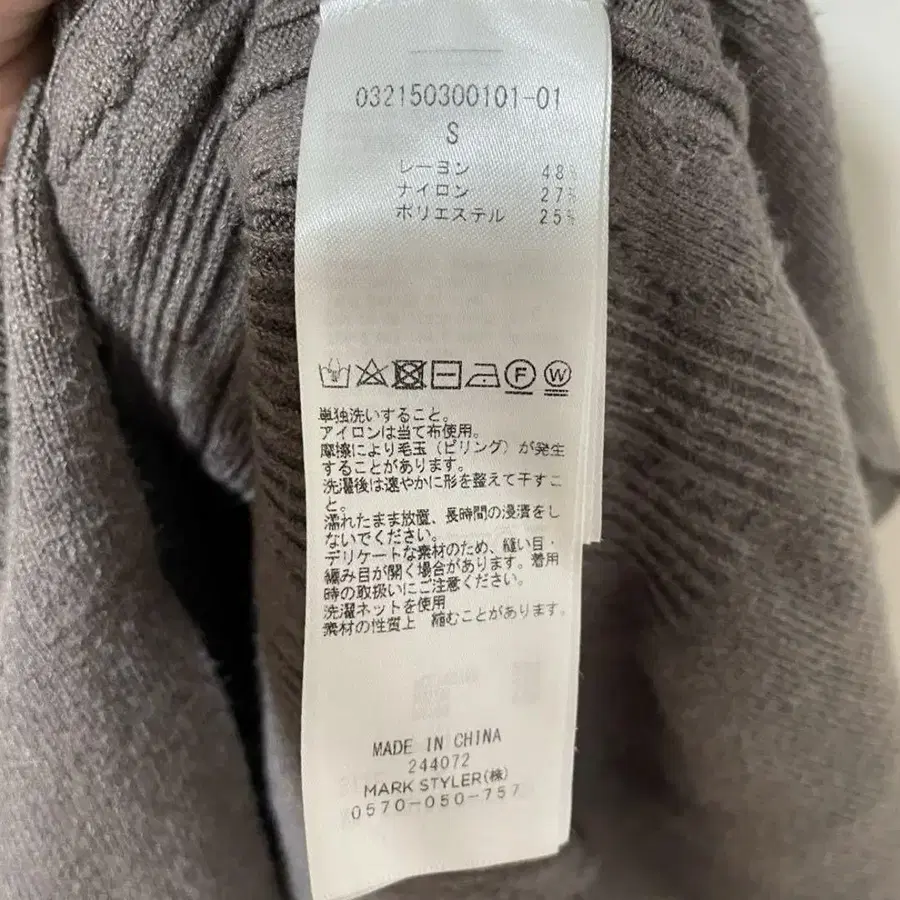 032150300101-01
S
レーヨン 48%
ナイロン 27%
ポリエステル 25%
F W
単独洗いすること。
アイロンは当て布使用。
摩擦により毛玉（ピリング）が発生
することがあります。
洗濯後は速やかに形を整えて干すこ
と。
濡れたまま放置、長時間の浸漬をし
ないでください。
デリケートな素材のため、縫い目・
編み目が開く場合があります。着用
時の取扱いにご注意ください。
洗濯ネットを使用
素材の性質上 縮むことがあります。
MADE IN CHINA
244072
MARK STYLER(株)
0570-050-757